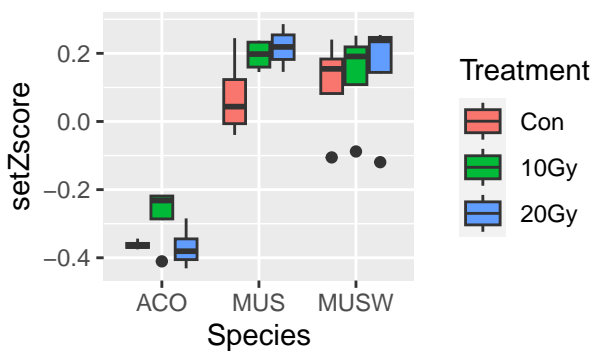 setZscore
0.2
0.0
−0.2
−0.4
ACO MUS MUSW
Species
Treatment
Con
10Gy
20Gy